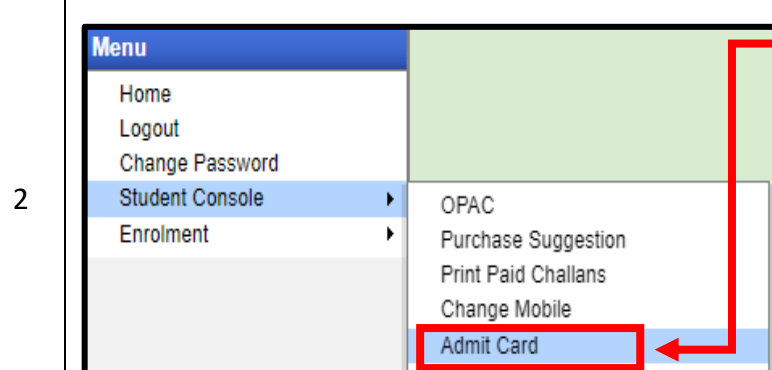 Menu
Home
Logout
Change Password
2
Student Console
Enrolment
OPAC
Purchase Suggestion
Print Paid Challans
Change Mobile
Admit Card